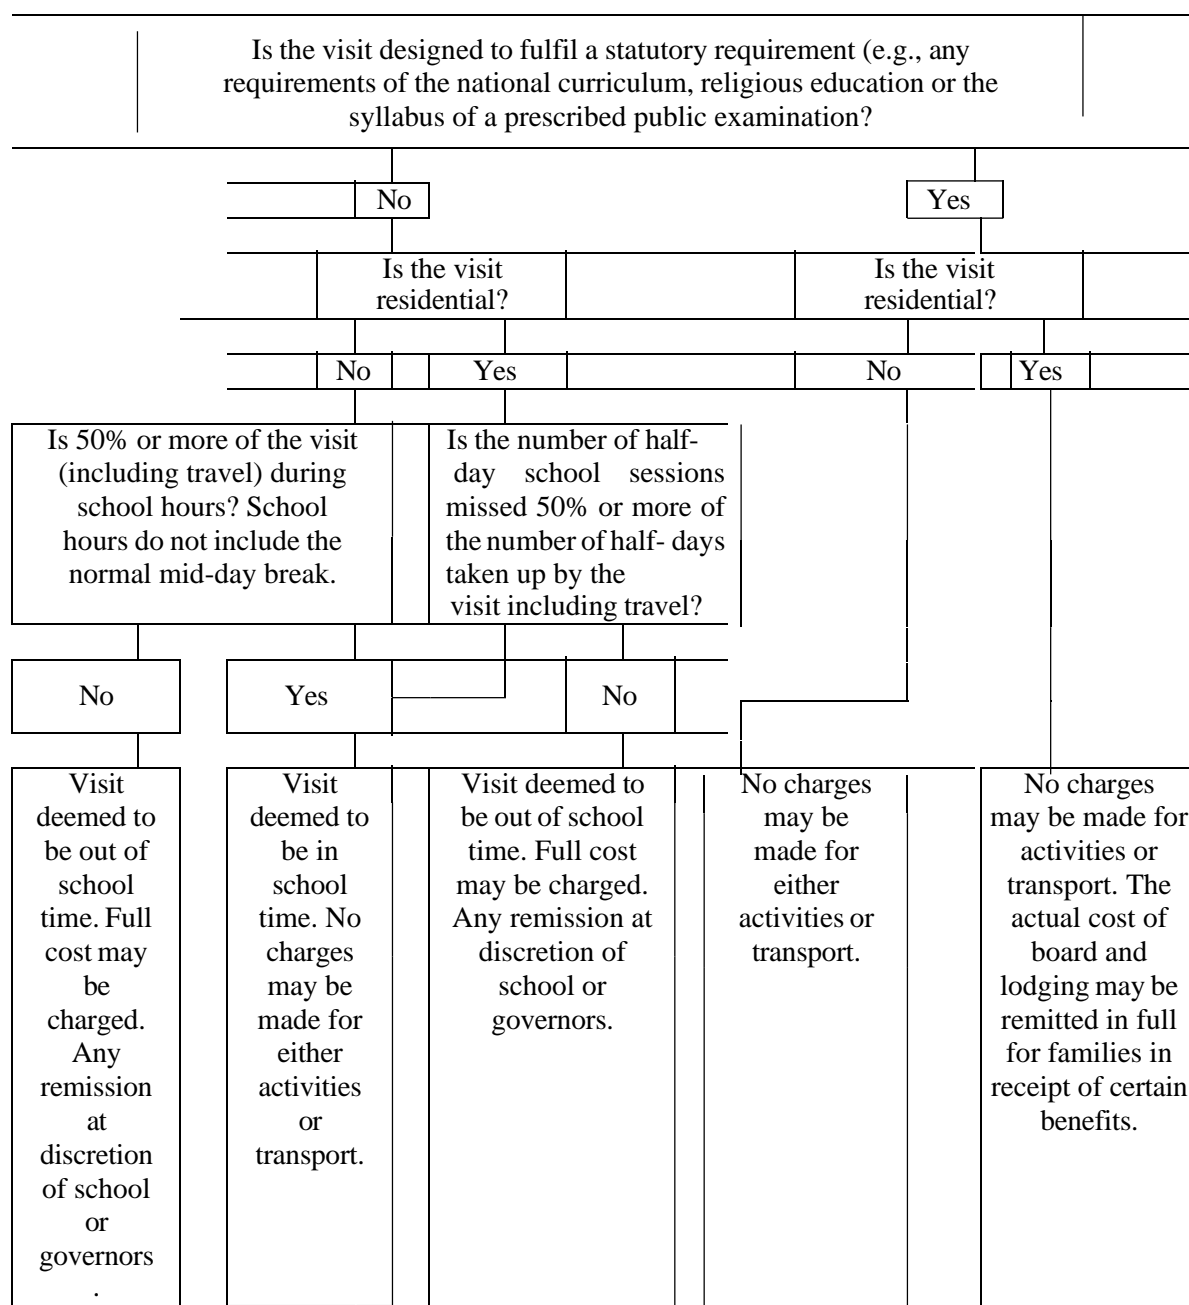 Is the visit designed to fulfil a statutory requirement (e.g., any
requirements of the national curriculum, religious education or the
syllabus of a prescribed public examination?
No
Yes
Is the visit
residential?
Is the visit
residential?
No
Yes
No
Yes
Is 50% or more of the visit
(including travel) during
school hours? School
hours do not include the
normal mid-day break.
Is the number of half-
day school sessions
missed 50% or more of
the number of half- days
taken up by the
visit including travel?
No
Yes
No
Visit
deemed to
be out of
school
time. Full
cost may
be
charged.
Any
remission
at
discretion
of school
or
governors
.
Visit
deemed to
be in
school
time. No
charges
may be
made for
either
activities
or
transport.
Visit deemed to
be out of school
time. Full cost
may be charged.
Any remission at
discretion of
school or
governors.
No charges
may be
made for
either
activities or
transport.
No charges
may be made for
activities or
transport. The
actual cost of
board and
lodging may be
remitted in full
for families in
receipt of certain
benefits.